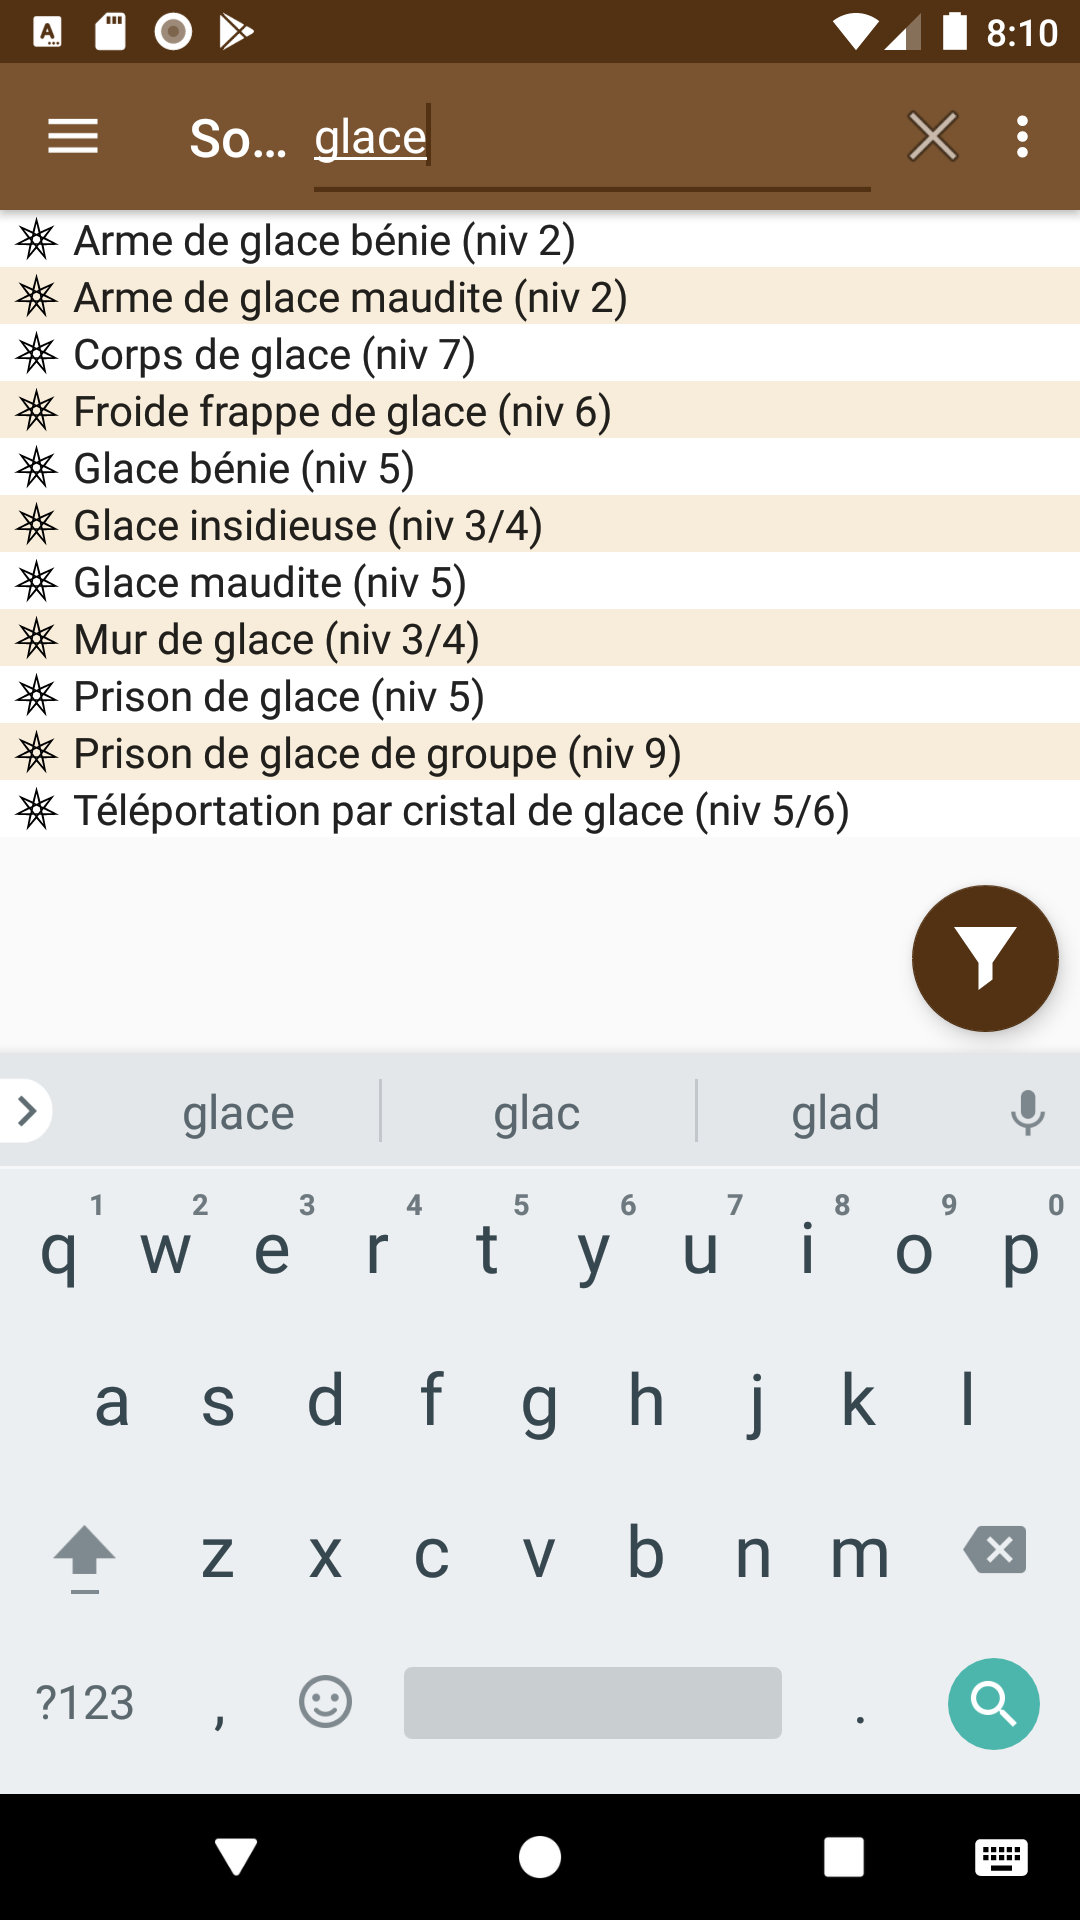 8:10
So... glace
Arme de glace bénie (niv 2)
Arme de glace maudite (niv 2)
Corps de glace (niv 7)
Froide frappe de glace (niv 6)
Glace bénie (niv 5)
Glace insidieuse (niv 3/4)
Glace maudite (niv 5)
Mur de glace (niv 3/4)
Prison de glace (niv 5)
Prison de glace de groupe (niv 9)
Téléportation par cristal de glace (niv 5/6)
glace glac glad
1 2 3 4 5 6 7 8 9 0
q w e r t y u i o p
a s d f g h j k l
z x c v b n m
?123 , .